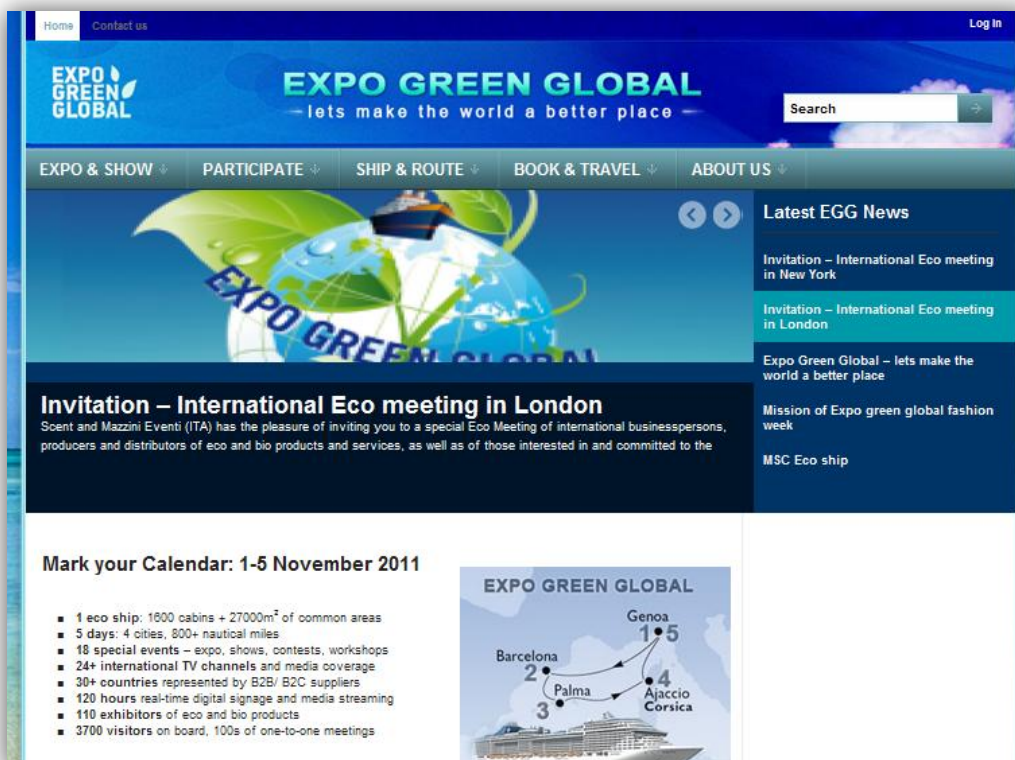 Home Contact us Log In
EXPO
GREEN
GLOBAL
EXPO GREEN GLOBAL
lets make the world a better place
Search
EXPO & SHOW PARTICIPATE SHIP & ROUTE BOOK & TRAVEL ABOUT US
EXPO GREEN GLOBAL
Invitation – International Eco meeting in London
Scent and Mazzini Eventi (ITA) has the pleasure of inviting you to a special Eco Meeting of international businesspersons,
producers and distributors of eco and bio products and services, as well as of those interested in and committed to the
Latest EGG News
Invitation – International Eco meeting
in New York
Invitation – International Eco meeting
in London
Expo Green Global – lets make the
world a better place
Mission of Expo green global fashion
week
MSC Eco ship
Mark your Calendar: 1-5 November 2011
1 eco ship: 1600 cabins + 27000m² of common areas
5 days: 4 cities, 800+ nautical miles
18 special events – expo, shows, contests, workshops
24+ international TV channels and media coverage
30+ countries represented by B2B/ B2C suppliers
120 hours real-time digital signage and media streaming
110 exhibitors of eco and bio products
3700 visitors on board, 100s of one-to-one meetings
EXPO GREEN GLOBAL
Genoa
1 5
Barcelona
2
Palma
3
4
Ajaccio
Corsica